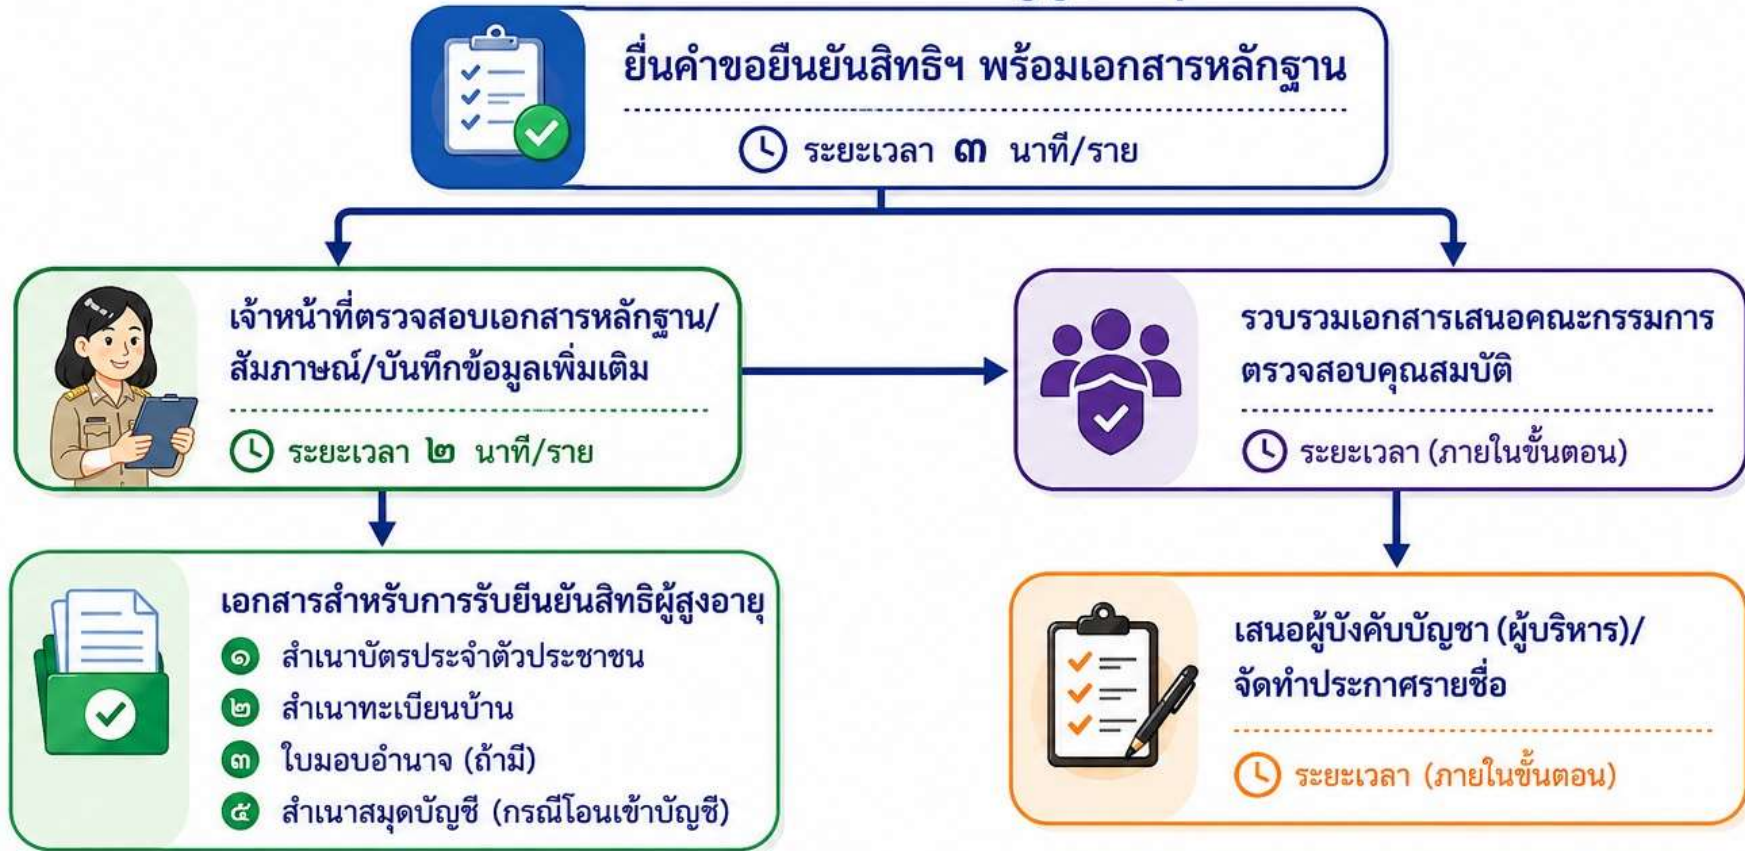 ยื่นคำขอยืนยันสิทธิฯ พร้อมเอกสารหลักฐาน
ระยะเวลา ๓ นาที/ราย
เจ้าหน้าที่ตรวจสอบเอกสารหลักฐาน/
สัมภาษณ์/บันทึกข้อมูลเพิ่มเติม
ระยะเวลา ๒ นาที/ราย
รวบรวมเอกสารเสนอคณะกรรมการ
ตรวจสอบคุณสมบัติ
ระยะเวลา (ภายในขั้นตอน)
เอกสารสำหรับการรับยืนยันสิทธิผู้สูงอายุ
๑ สำเนาบัตรประจำตัวประชาชน
๒ สำเนาทะเบียนบ้าน
๓ ใบมอบอำนาจ (ถ้ามี)
๕ สำเนาสมุดบัญชี (กรณีโอนเข้าบัญชี)
เสนอผู้บังคับบัญชา (ผู้บริหาร)/
จัดทำประกาศรายชื่อ
ระยะเวลา (ภายในขั้นตอน)